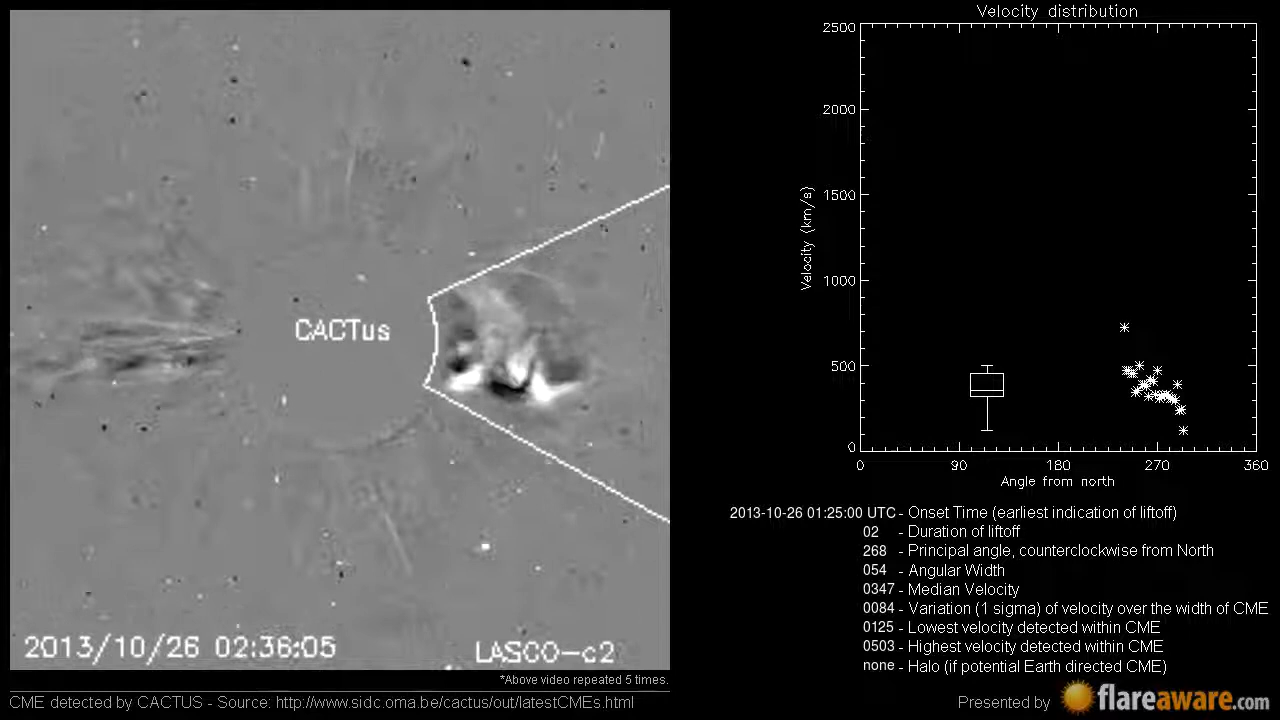 Velocity distribution
2500
2000
1500
1000
500
0
Velocity (km/s)
0 90 180 270 360
Angle from north
CACTus
2013/10/26 02:36:05 LASCO-c2
*Above video repeated 5 times.
2013-10-26 01:25:00 UTC - Onset Time (earliest indication of liftoff)
02 - Duration of liftoff
268 - Principal angle, counterclockwise from North
054 - Angular Width
0347 - Median Velocity
0084 - Variation (1 sigma) of velocity over the width of CME
0125 - Lowest velocity detected within CME
0503 - Highest velocity detected within CME
none - Halo (if potential Earth directed CME)
CME detected by CACTUS - Source: http://www.sidc.oma.be/cactus/out/latestCMEs.html
Presented by flareaware.com